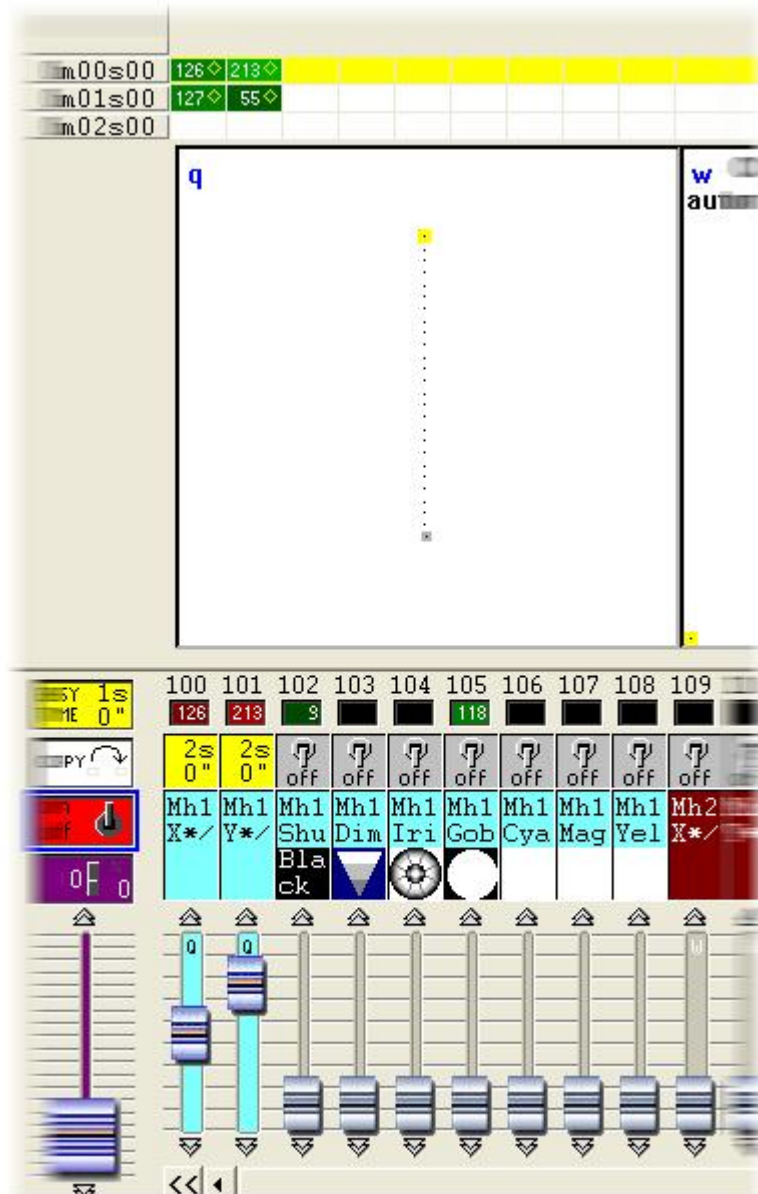 m00s00 126 213
m01s00 127 55
m02s00
q w
100 101 102 103 104 105 106 107 108 109
1s
0"
126 213 9 118
2s 2s
0" 0" off off off off off off off off
PY
Mh1 Mh1 Mh1 Mh1 Mh1 Mh1 Mh1 Mh1 Mh1 Mh2
X*/ Y*/ Shu Dim Iri Gob Cya Mag Yel X*/
Bla
ck
0F 0
Q Q W
<<